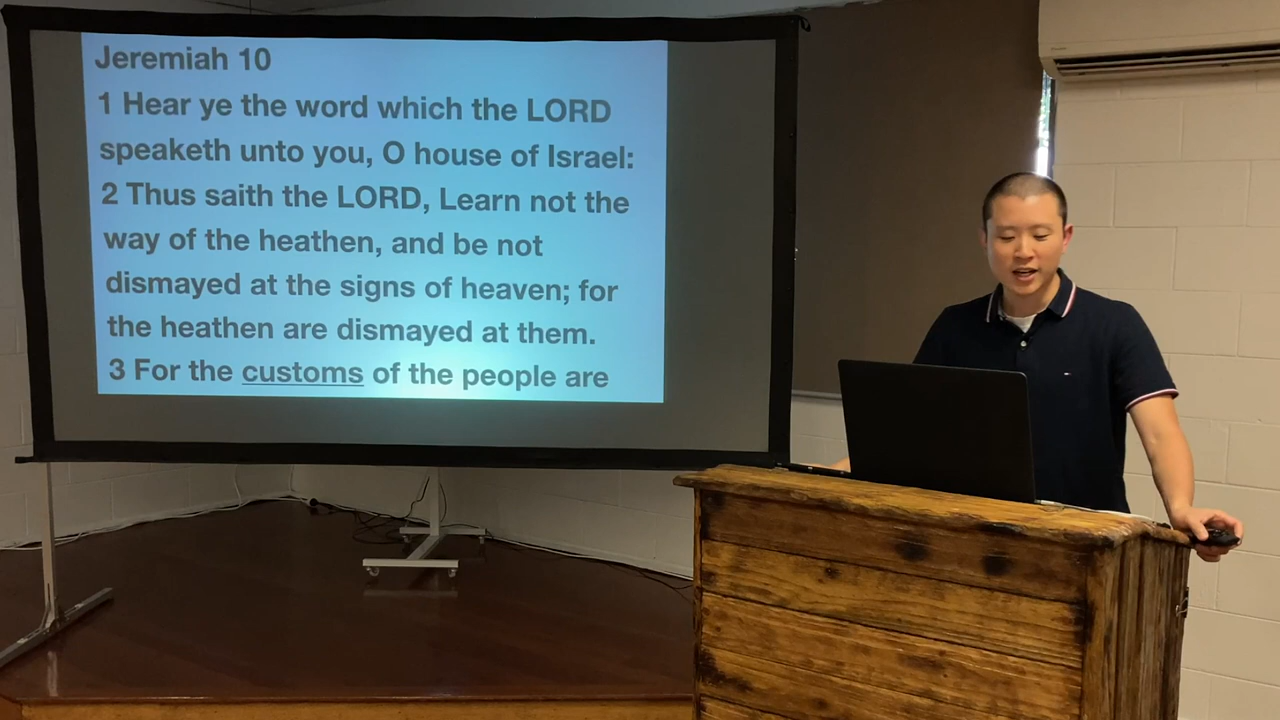 Jeremiah 10
1 Hear ye the word which the LORD
speaketh unto you, O house of Israel:
2 Thus saith the LORD, Learn not the
way of the heathen, and be not
dismayed at the signs of heaven; for
the heathen are dismayed at them.
3 For the customs of the people are